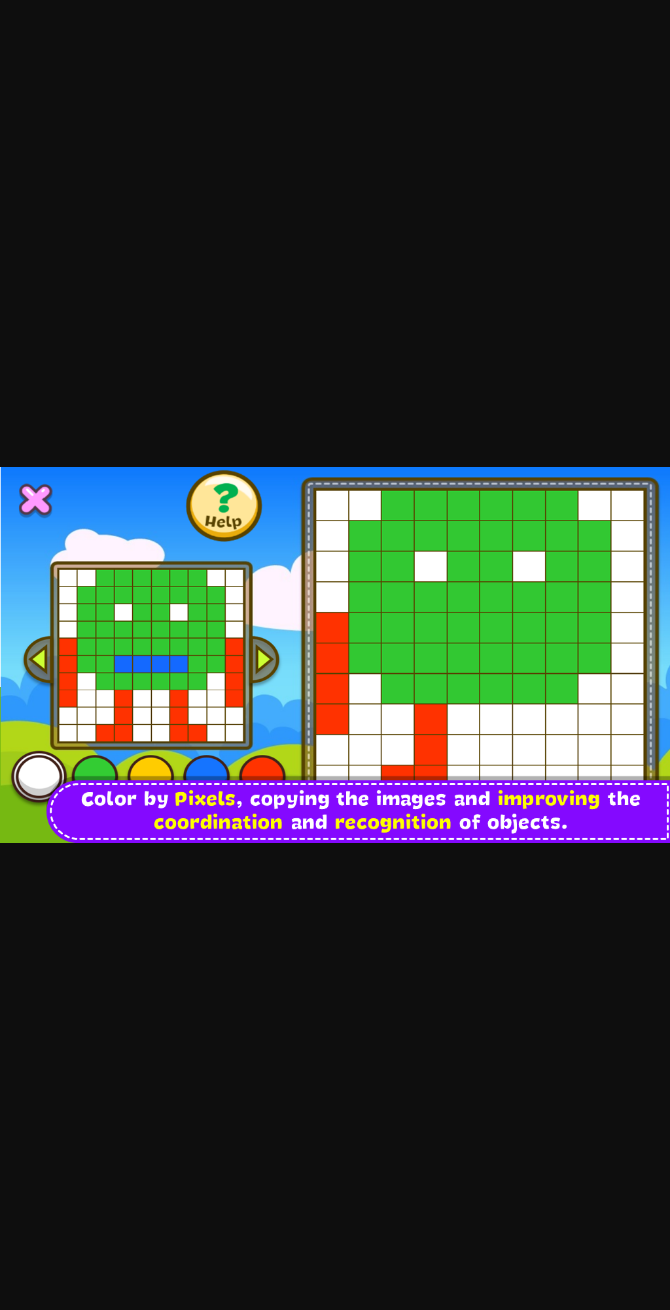 ?
Help
Color by Pixels, copying the images and improving the
coordination and recognition of objects.